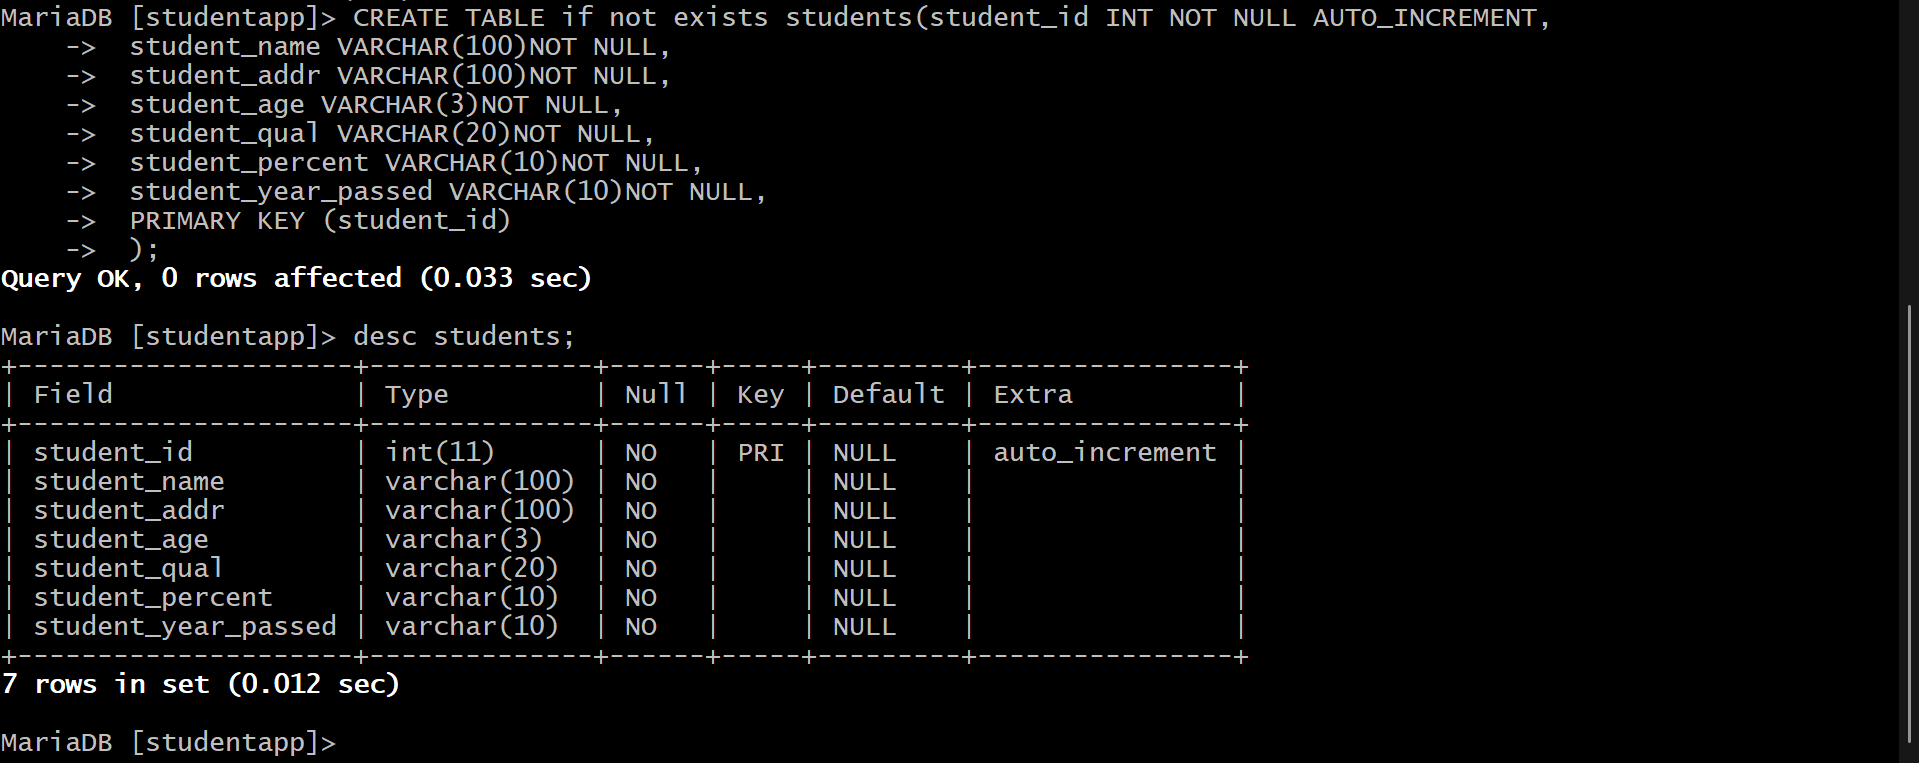 MariaDB [studentapp]> CREATE TABLE if not exists students(student_id INT NOT NULL AUTO_INCREMENT,
    ->  student_name VARCHAR(100)NOT NULL,
    ->  student_addr VARCHAR(100)NOT NULL,
    ->  student_age VARCHAR(3)NOT NULL,
    ->  student_qual VARCHAR(20)NOT NULL,
    ->  student_percent VARCHAR(10)NOT NULL,
    ->  student_year_passed VARCHAR(10)NOT NULL,
    ->  PRIMARY KEY (student_id)
    ->  );
Query OK, 0 rows affected (0.033 sec)

MariaDB [studentapp]> desc students;
+---------------------+--------------+------+-----+---------+----------------+
| Field               | Type         | Null | Key | Default | Extra          |
+---------------------+--------------+------+-----+---------+----------------+
| student_id          | int(11)      | NO   | PRI | NULL    | auto_increment |
| student_name        | varchar(100) | NO   |     | NULL    |                |
| student_addr        | varchar(100) | NO   |     | NULL    |                |
| student_age         | varchar(3)   | NO   |     | NULL    |                |
| student_qual        | varchar(20)  | NO   |     | NULL    |                |
| student_percent     | varchar(10)  | NO   |     | NULL    |                |
| student_year_passed | varchar(10)  | NO   |     | NULL    |                |
+---------------------+--------------+------+-----+---------+----------------+
7 rows in set (0.012 sec)

MariaDB [studentapp]>